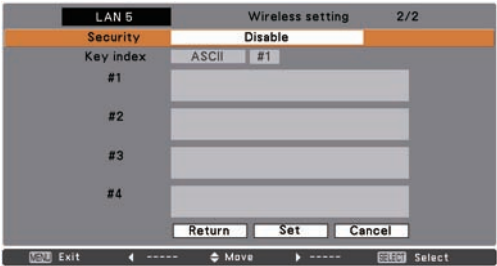 LAN 5 Wireless setting 2/2
Security Disable
Key index ASCII #1
#1
#2
#3
#4
Return Set Cancel
MENU Exit ◀ ----- ◆ Move ▶ ----- SELECT Select